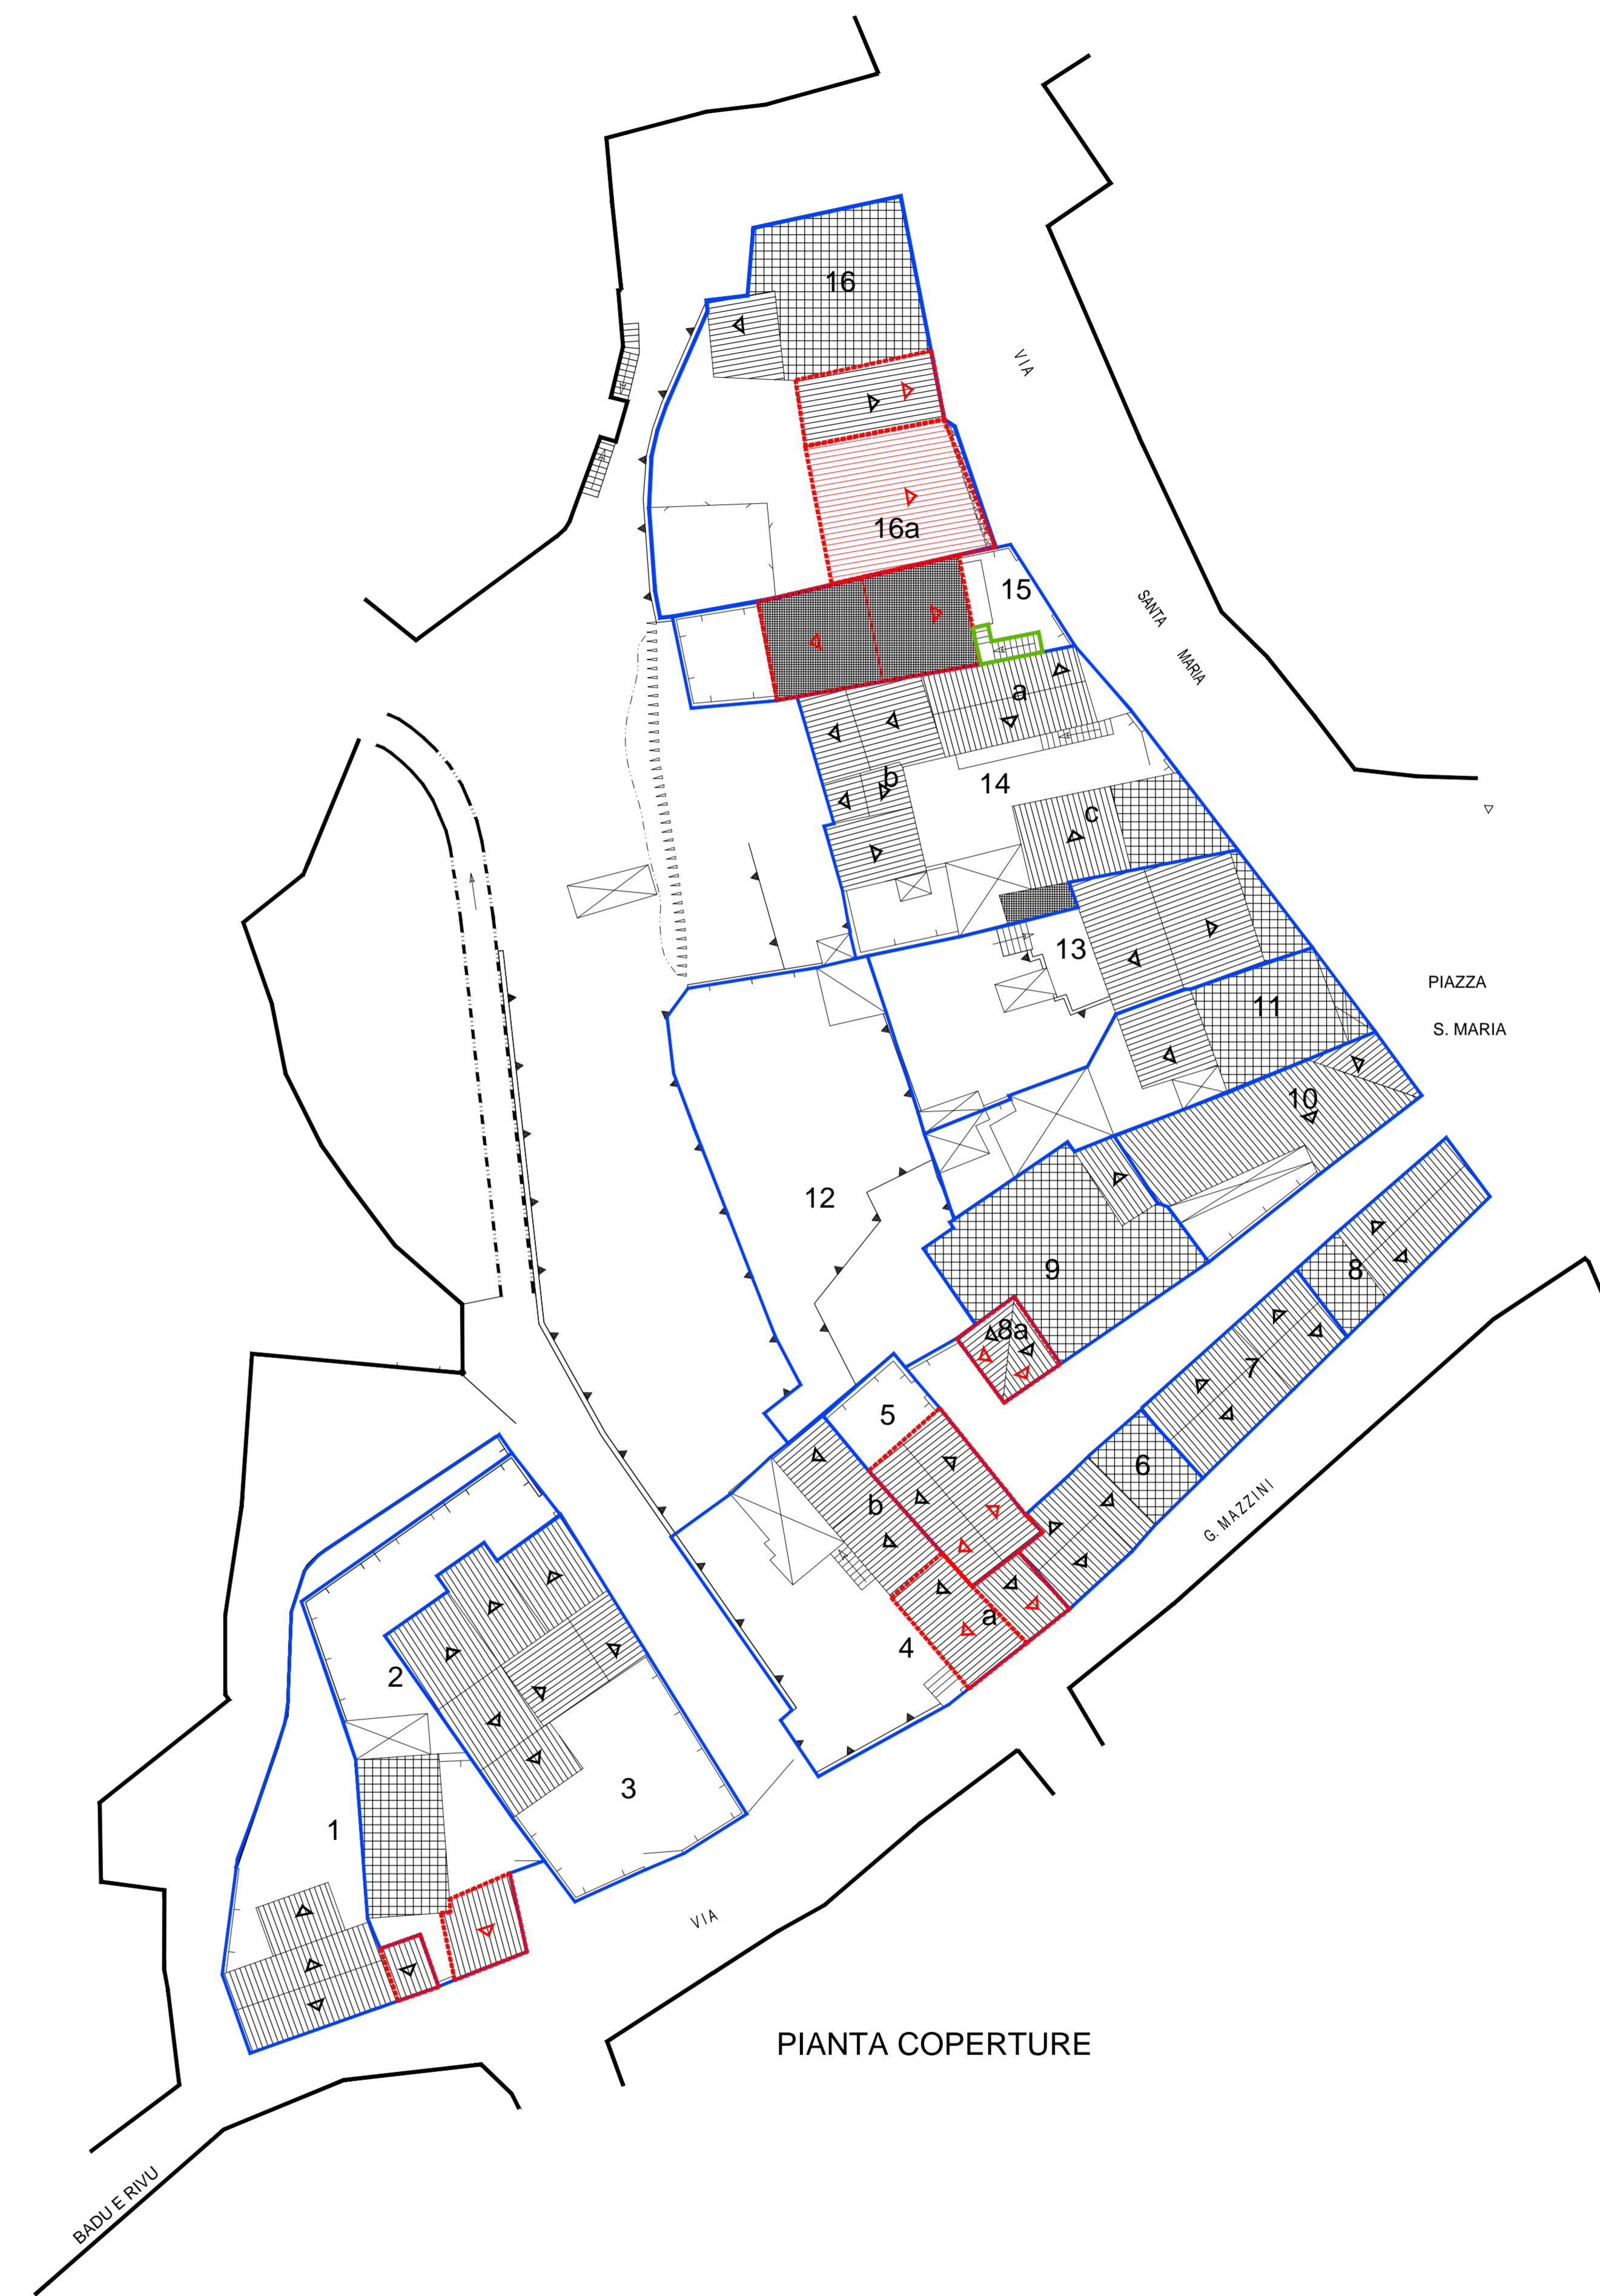 16
VIA
16a
15
SANTA
MARIA
a
b
14
c
13
PIAZZA
11
S. MARIA
10
12
9
8
8a
7
5
6
b
G. MAZZINI
a
4
2
3
1
VIA
PIANTA COPERTURE
BADU E RIVU